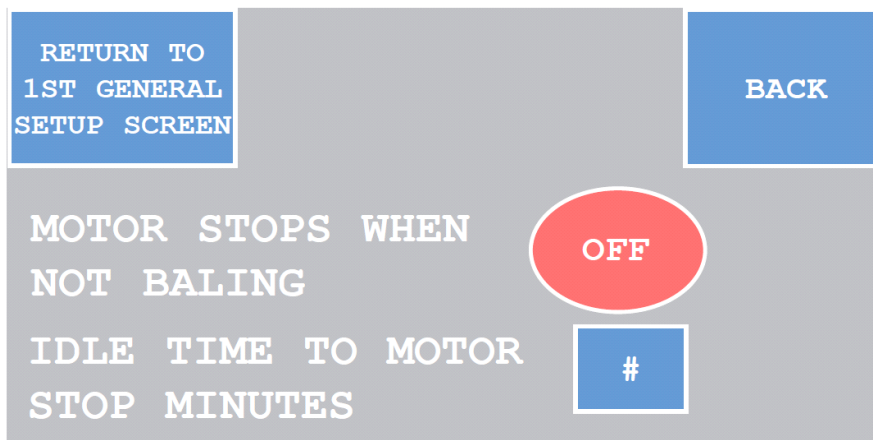 RETURN TO
1ST GENERAL
SETUP SCREEN
BACK
MOTOR STOPS WHEN
NOT BALING
OFF
IDLE TIME TO MOTOR
STOP MINUTES
#